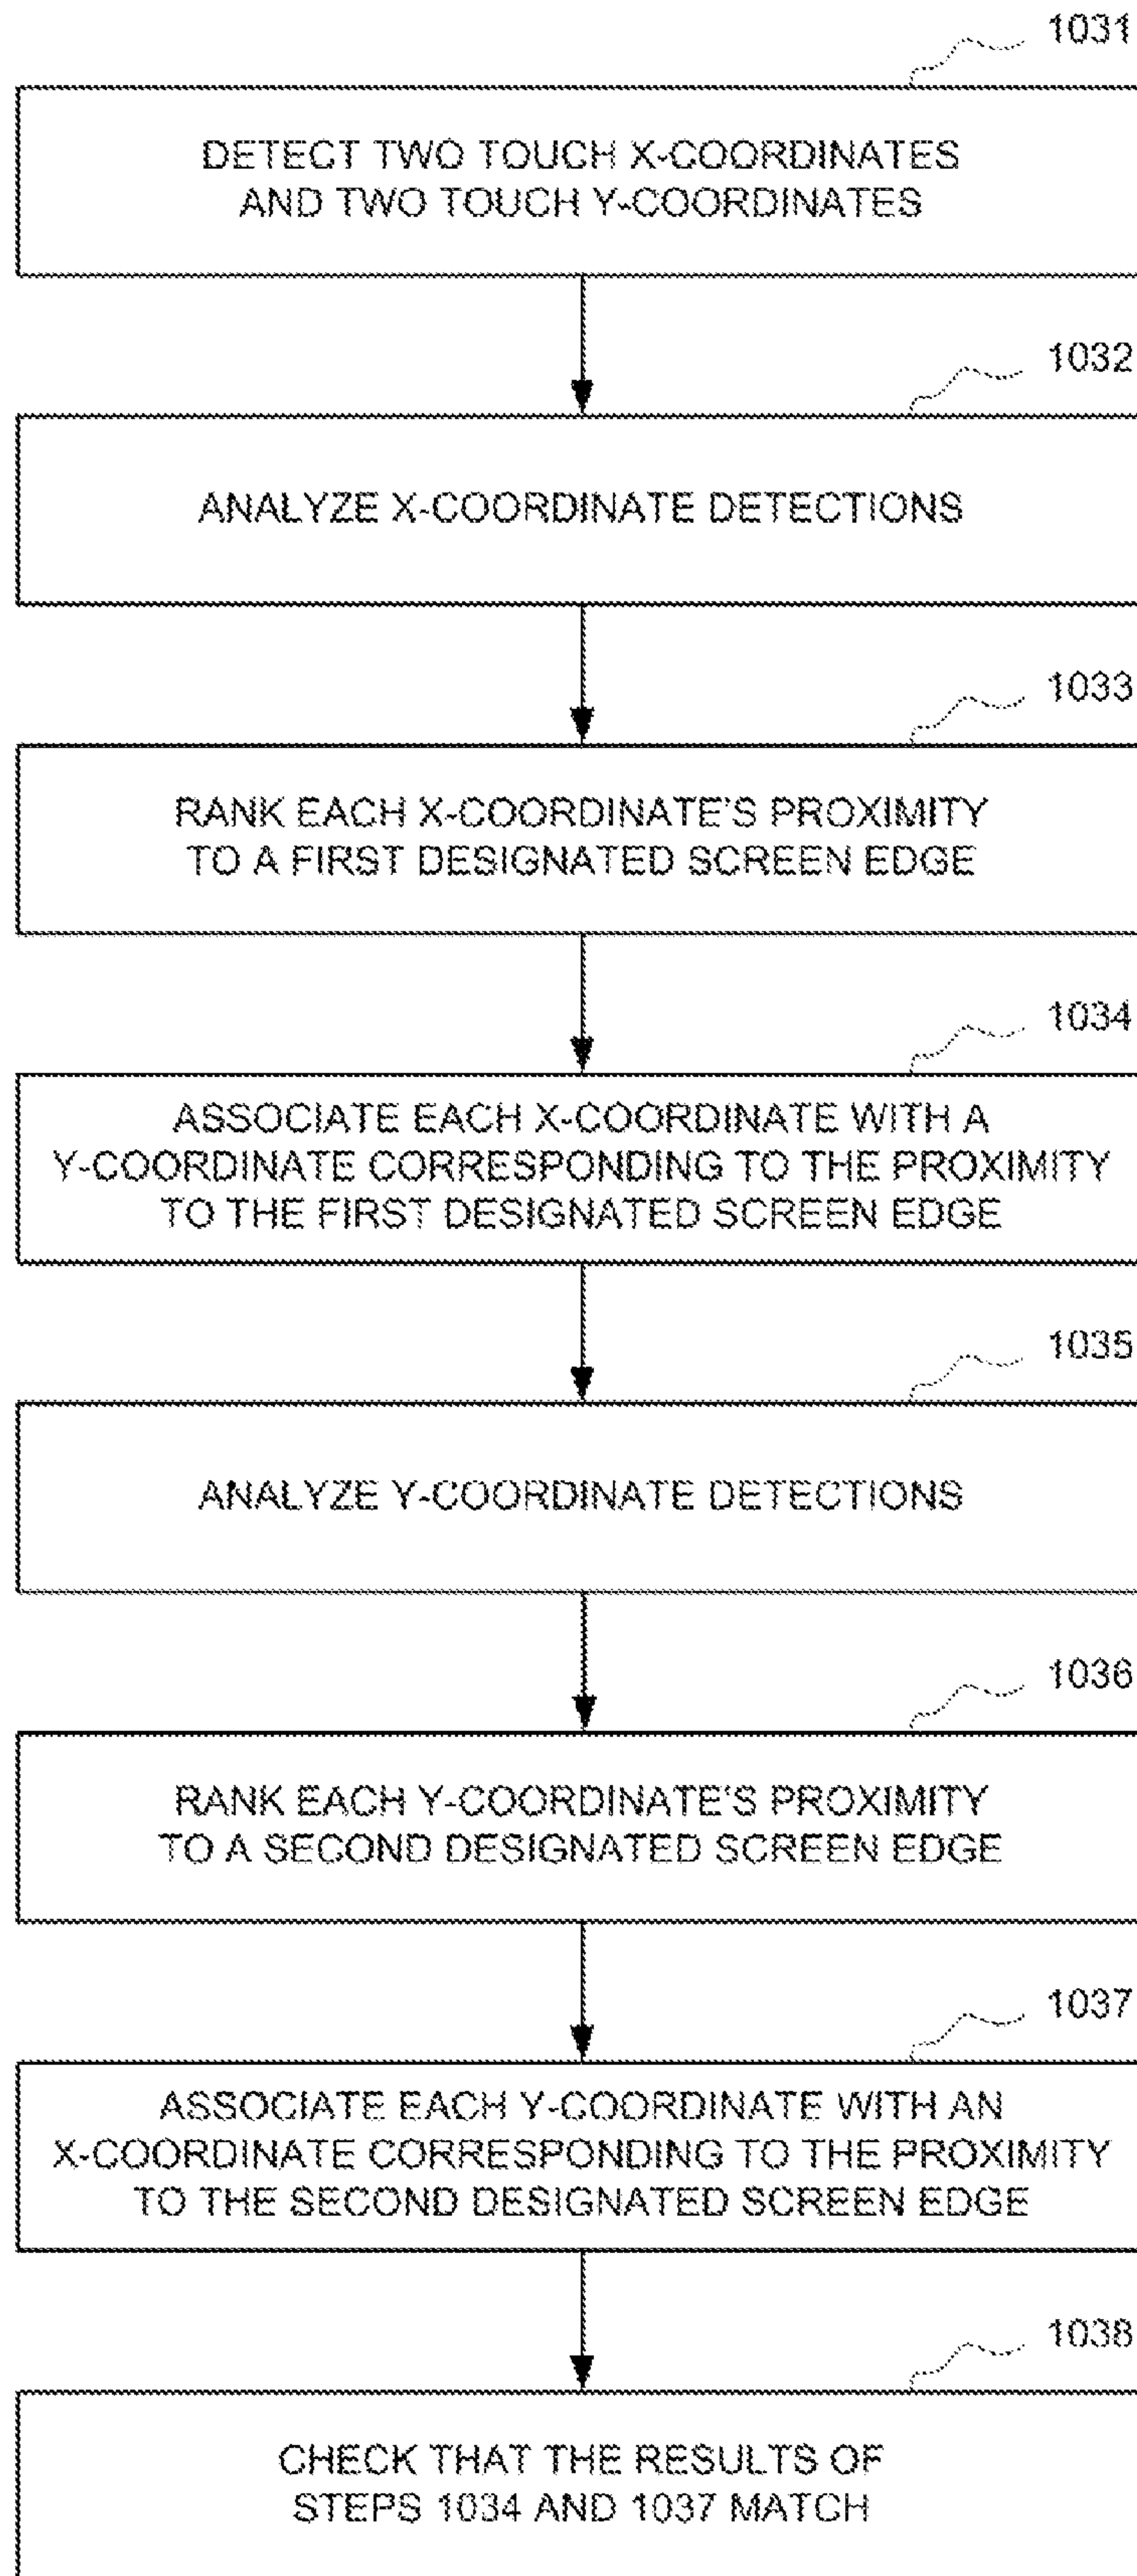 1031
DETECT TWO TOUCH X-COORDINATES
AND TWO TOUCH Y-COORDINATES
1032
ANALYZE X-COORDINATE DETECTIONS
1033
RANK EACH X-COORDINATE'S PROXIMITY
TO A FIRST DESIGNATED SCREEN EDGE
1034
ASSOCIATE EACH X-COORDINATE WITH A
Y-COORDINATE CORRESPONDING TO THE PROXIMITY
TO THE FIRST DESIGNATED SCREEN EDGE
1035
ANALYZE Y-COORDINATE DETECTIONS
1036
RANK EACH Y-COORDINATE'S PROXIMITY
TO A SECOND DESIGNATED SCREEN EDGE
1037
ASSOCIATE EACH Y-COORDINATE WITH AN
X-COORDINATE CORRESPONDING TO THE PROXIMITY
TO THE SECOND DESIGNATED SCREEN EDGE
1038
CHECK THAT THE RESULTS OF
STEPS 1034 AND 1037 MATCH